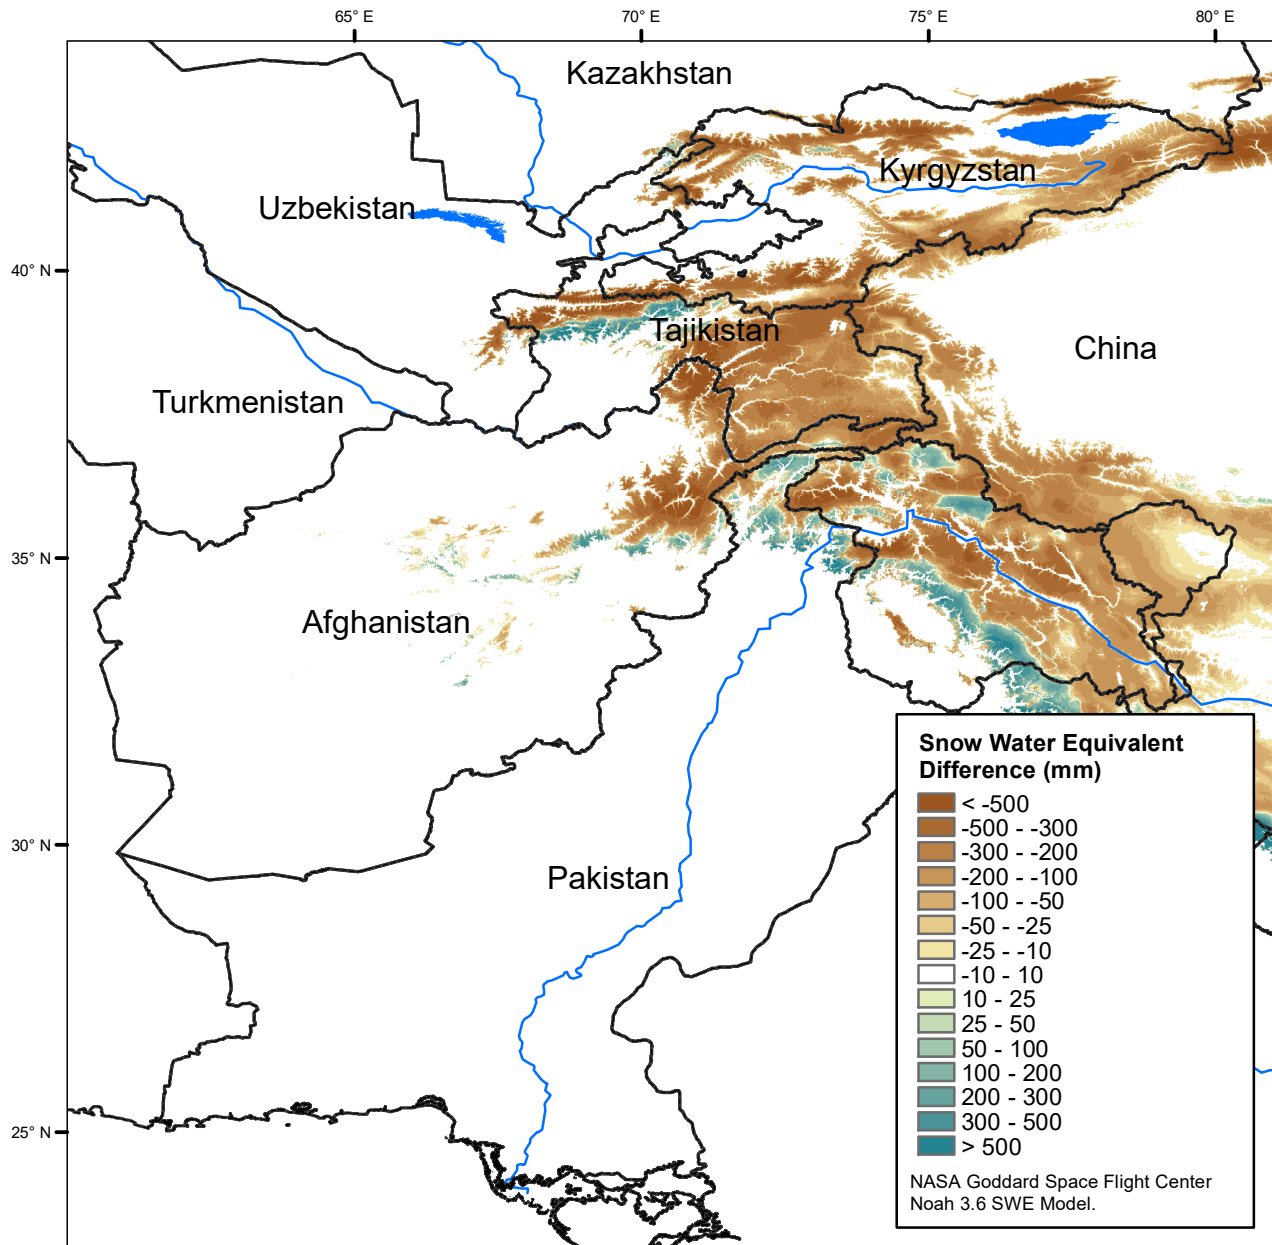 65° E
70° E
75° E
80° E
Kazakhstan
Kyrgyzstan
Uzbekistan
40° N
Tajikistan
China
Turkmenistan
35° N
Afghanistan
Snow Water Equivalent
Difference (mm)
< -500
-500 - -300
-300 - -200
-200 - -100
-100 - -50
-50 - -25
-25 - -10
-10 - 10
10 - 25
25 - 50
50 - 100
100 - 200
200 - 300
300 - 500
> 500
NASA Goddard Space Flight Center
Noah 3.6 SWE Model.
30° N
Pakistan
25° N